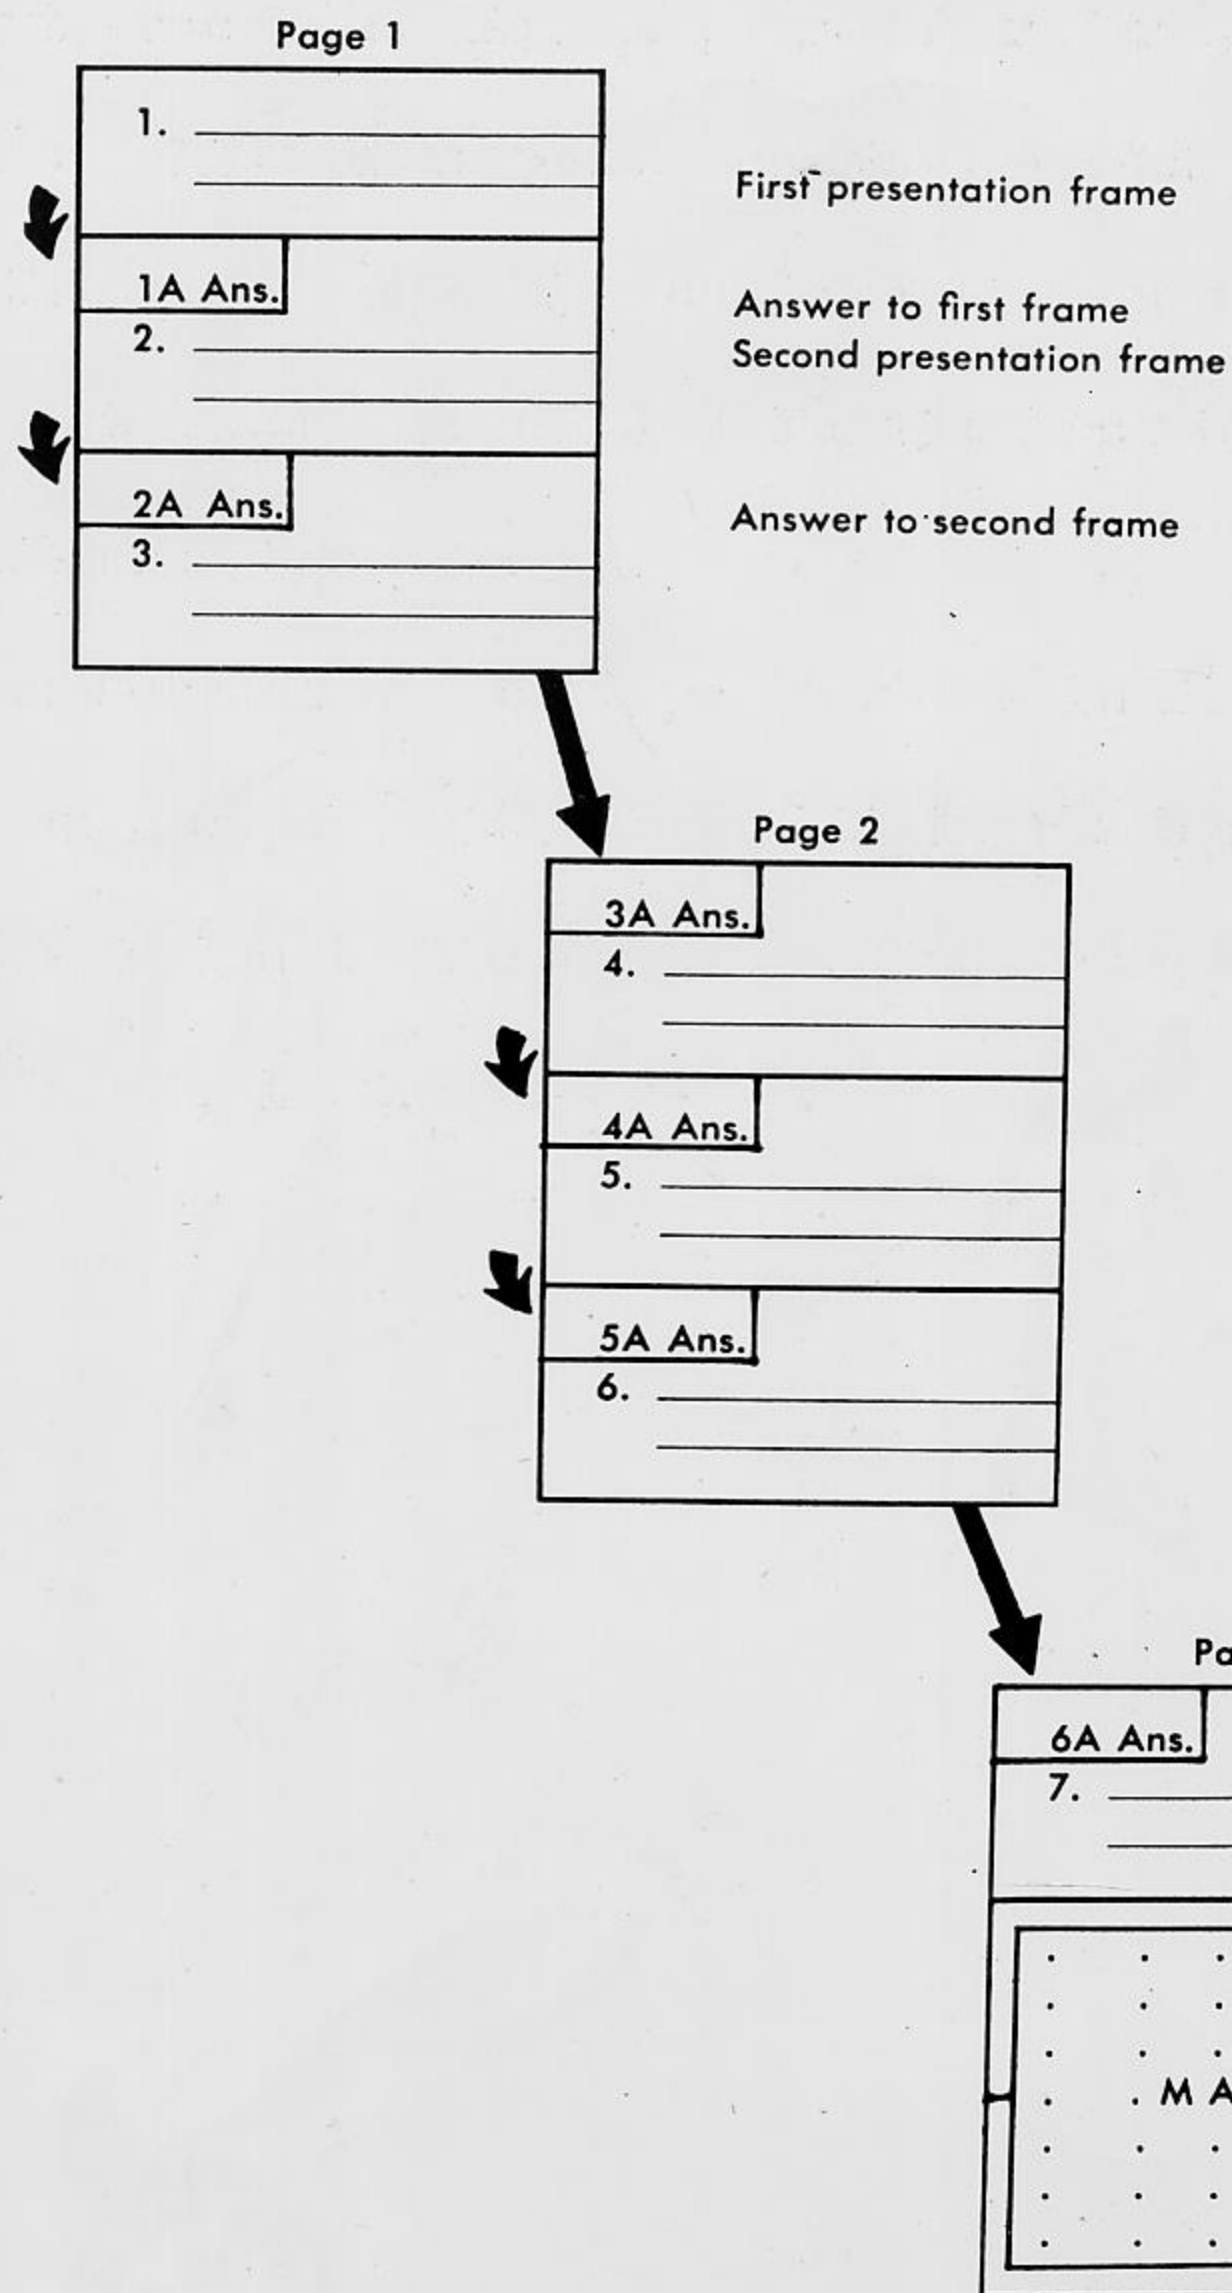 Page 1
1.
First presentation frame
1A Ans.
Answer to first frame
2.
Second presentation frame
2A Ans.
Answer to second frame
3.
Page 2
3A Ans.
4.
4A Ans.
5.
5A Ans.
6.
6A Ans.
7.